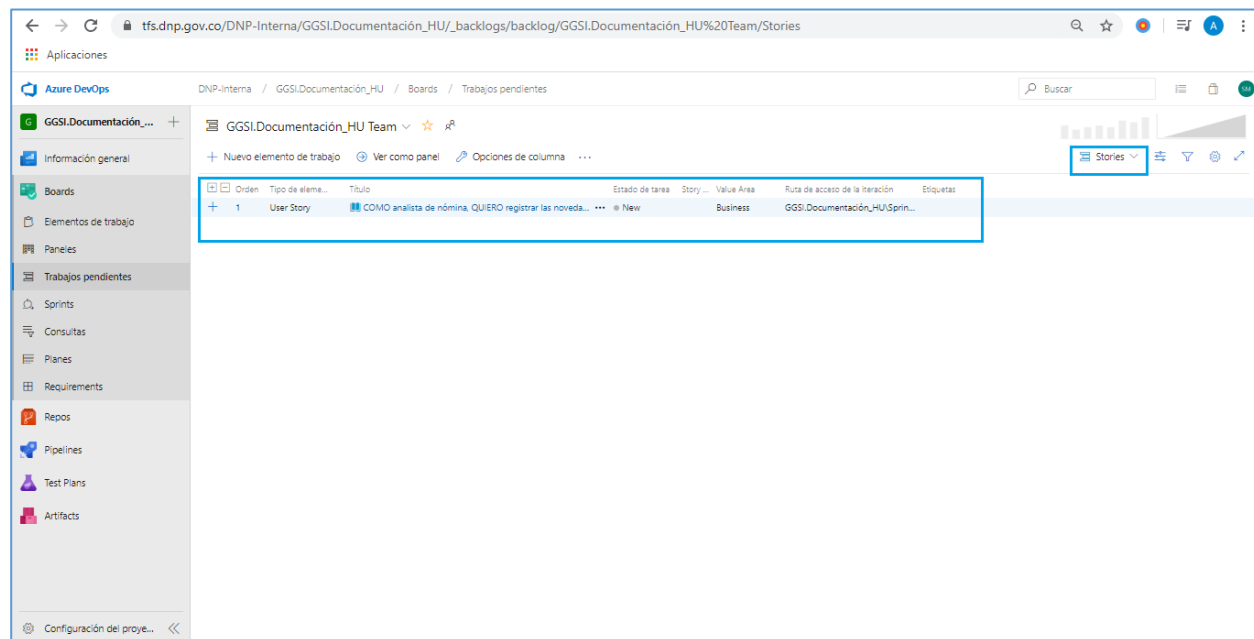 tfs.dnp.gov.co/DNP-Interna/GGSI.Documentación_HU/_backlogs/backlog/GGSI.Documentación_HU%20Team/Stories
A
Aplicaciones
Azure DevOps
DNP-Interna / GGSI.Documentación_HU / Boards / Trabajos pendientes
Buscar
SM
G GGSI.Documentación_... +
GGSI.Documentación_HU Team
Información general
+ Nuevo elemento de trabajo Ver como panel Opciones de columna ...
Stories
Boards
Orden Tipo de eleme... Título Estado de tarea Story ... Value Area Ruta de acceso de la iteración Etiquetas
+ 1 User Story COMO analista de nómina, QUIERO registrar las noveda... ••• New Business GGSI.Documentación_HU\Sprin...
Elementos de trabajo
Paneles
Trabajos pendientes
Sprints
Consultas
Planes
Requirements
Repos
Pipelines
Test Plans
Artifacts
Configuración del proye...